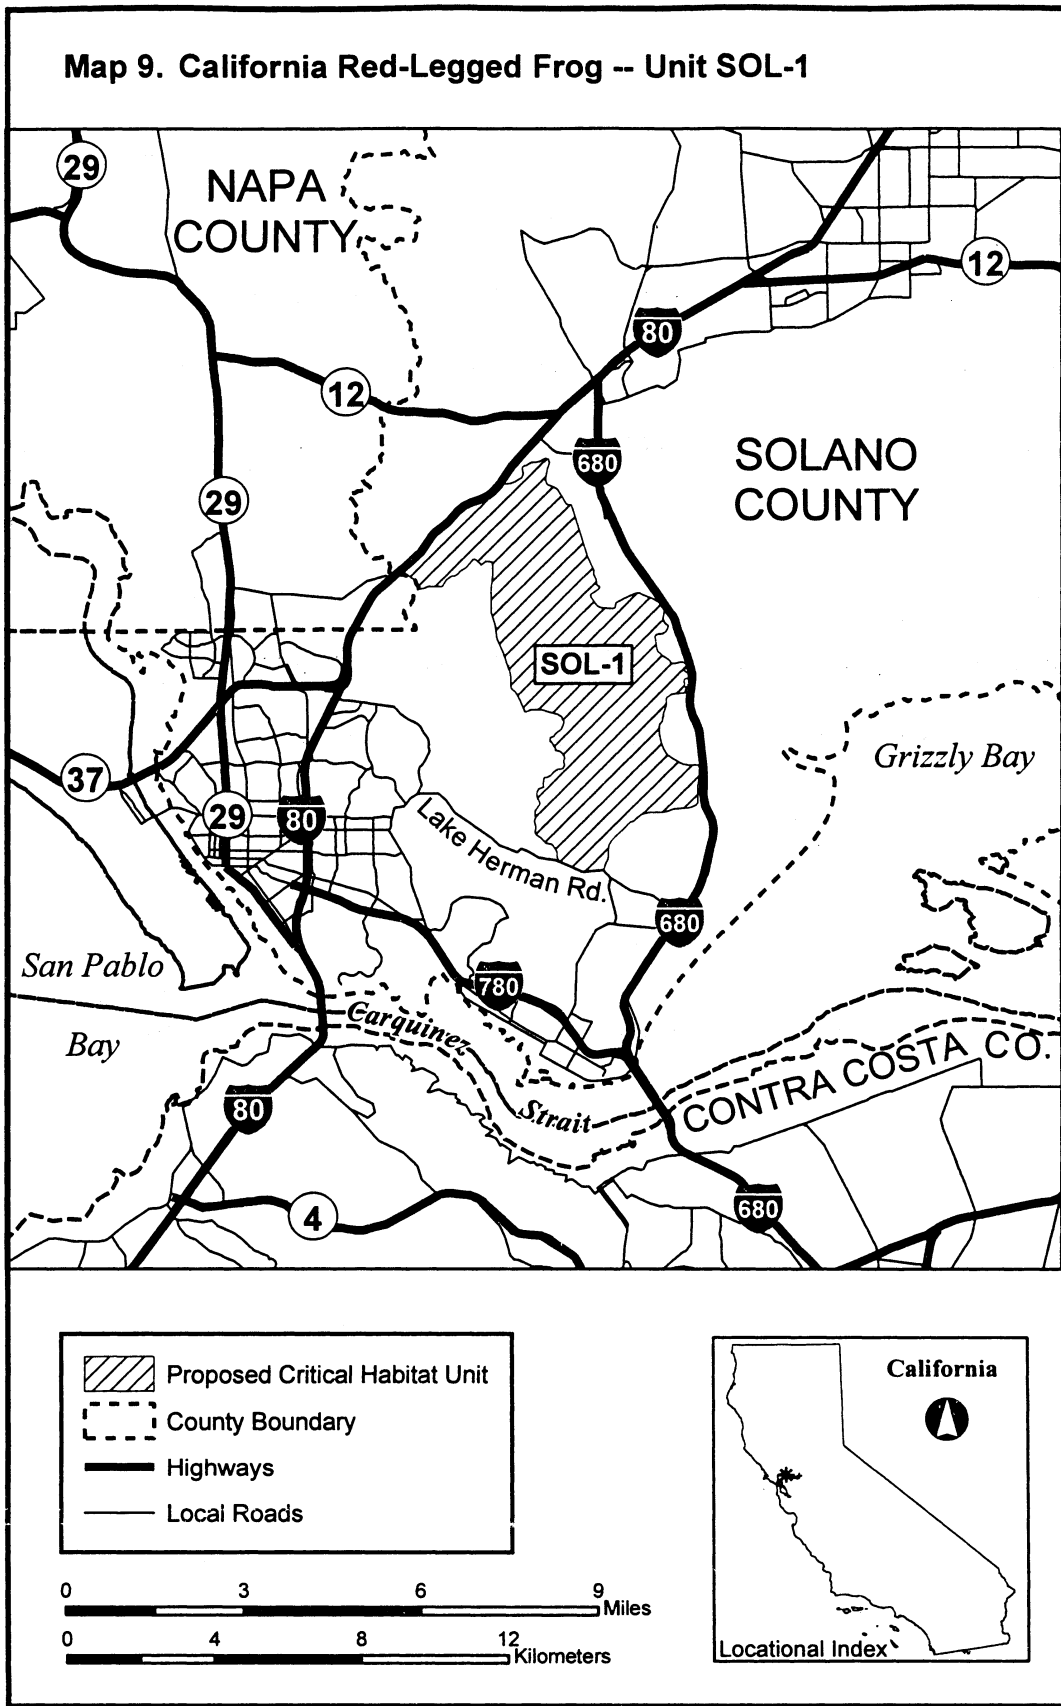 Map 9. California Red-Legged Frog -- Unit SOL-1
29
NAPA
COUNTY
12
80
12
680
SOLANO
COUNTY
29
SOL-1
Grizzly Bay
37
29
80
Lake Herman Rd.
680
San Pablo
780
Carquinez
Bay
CONTRA COSTA CO.
80
Strait
680
4
Proposed Critical Habitat Unit
County Boundary
Highways
Local Roads
California
Locational Index
0 3 6 9
Miles
0 4 8 12
Kilometers